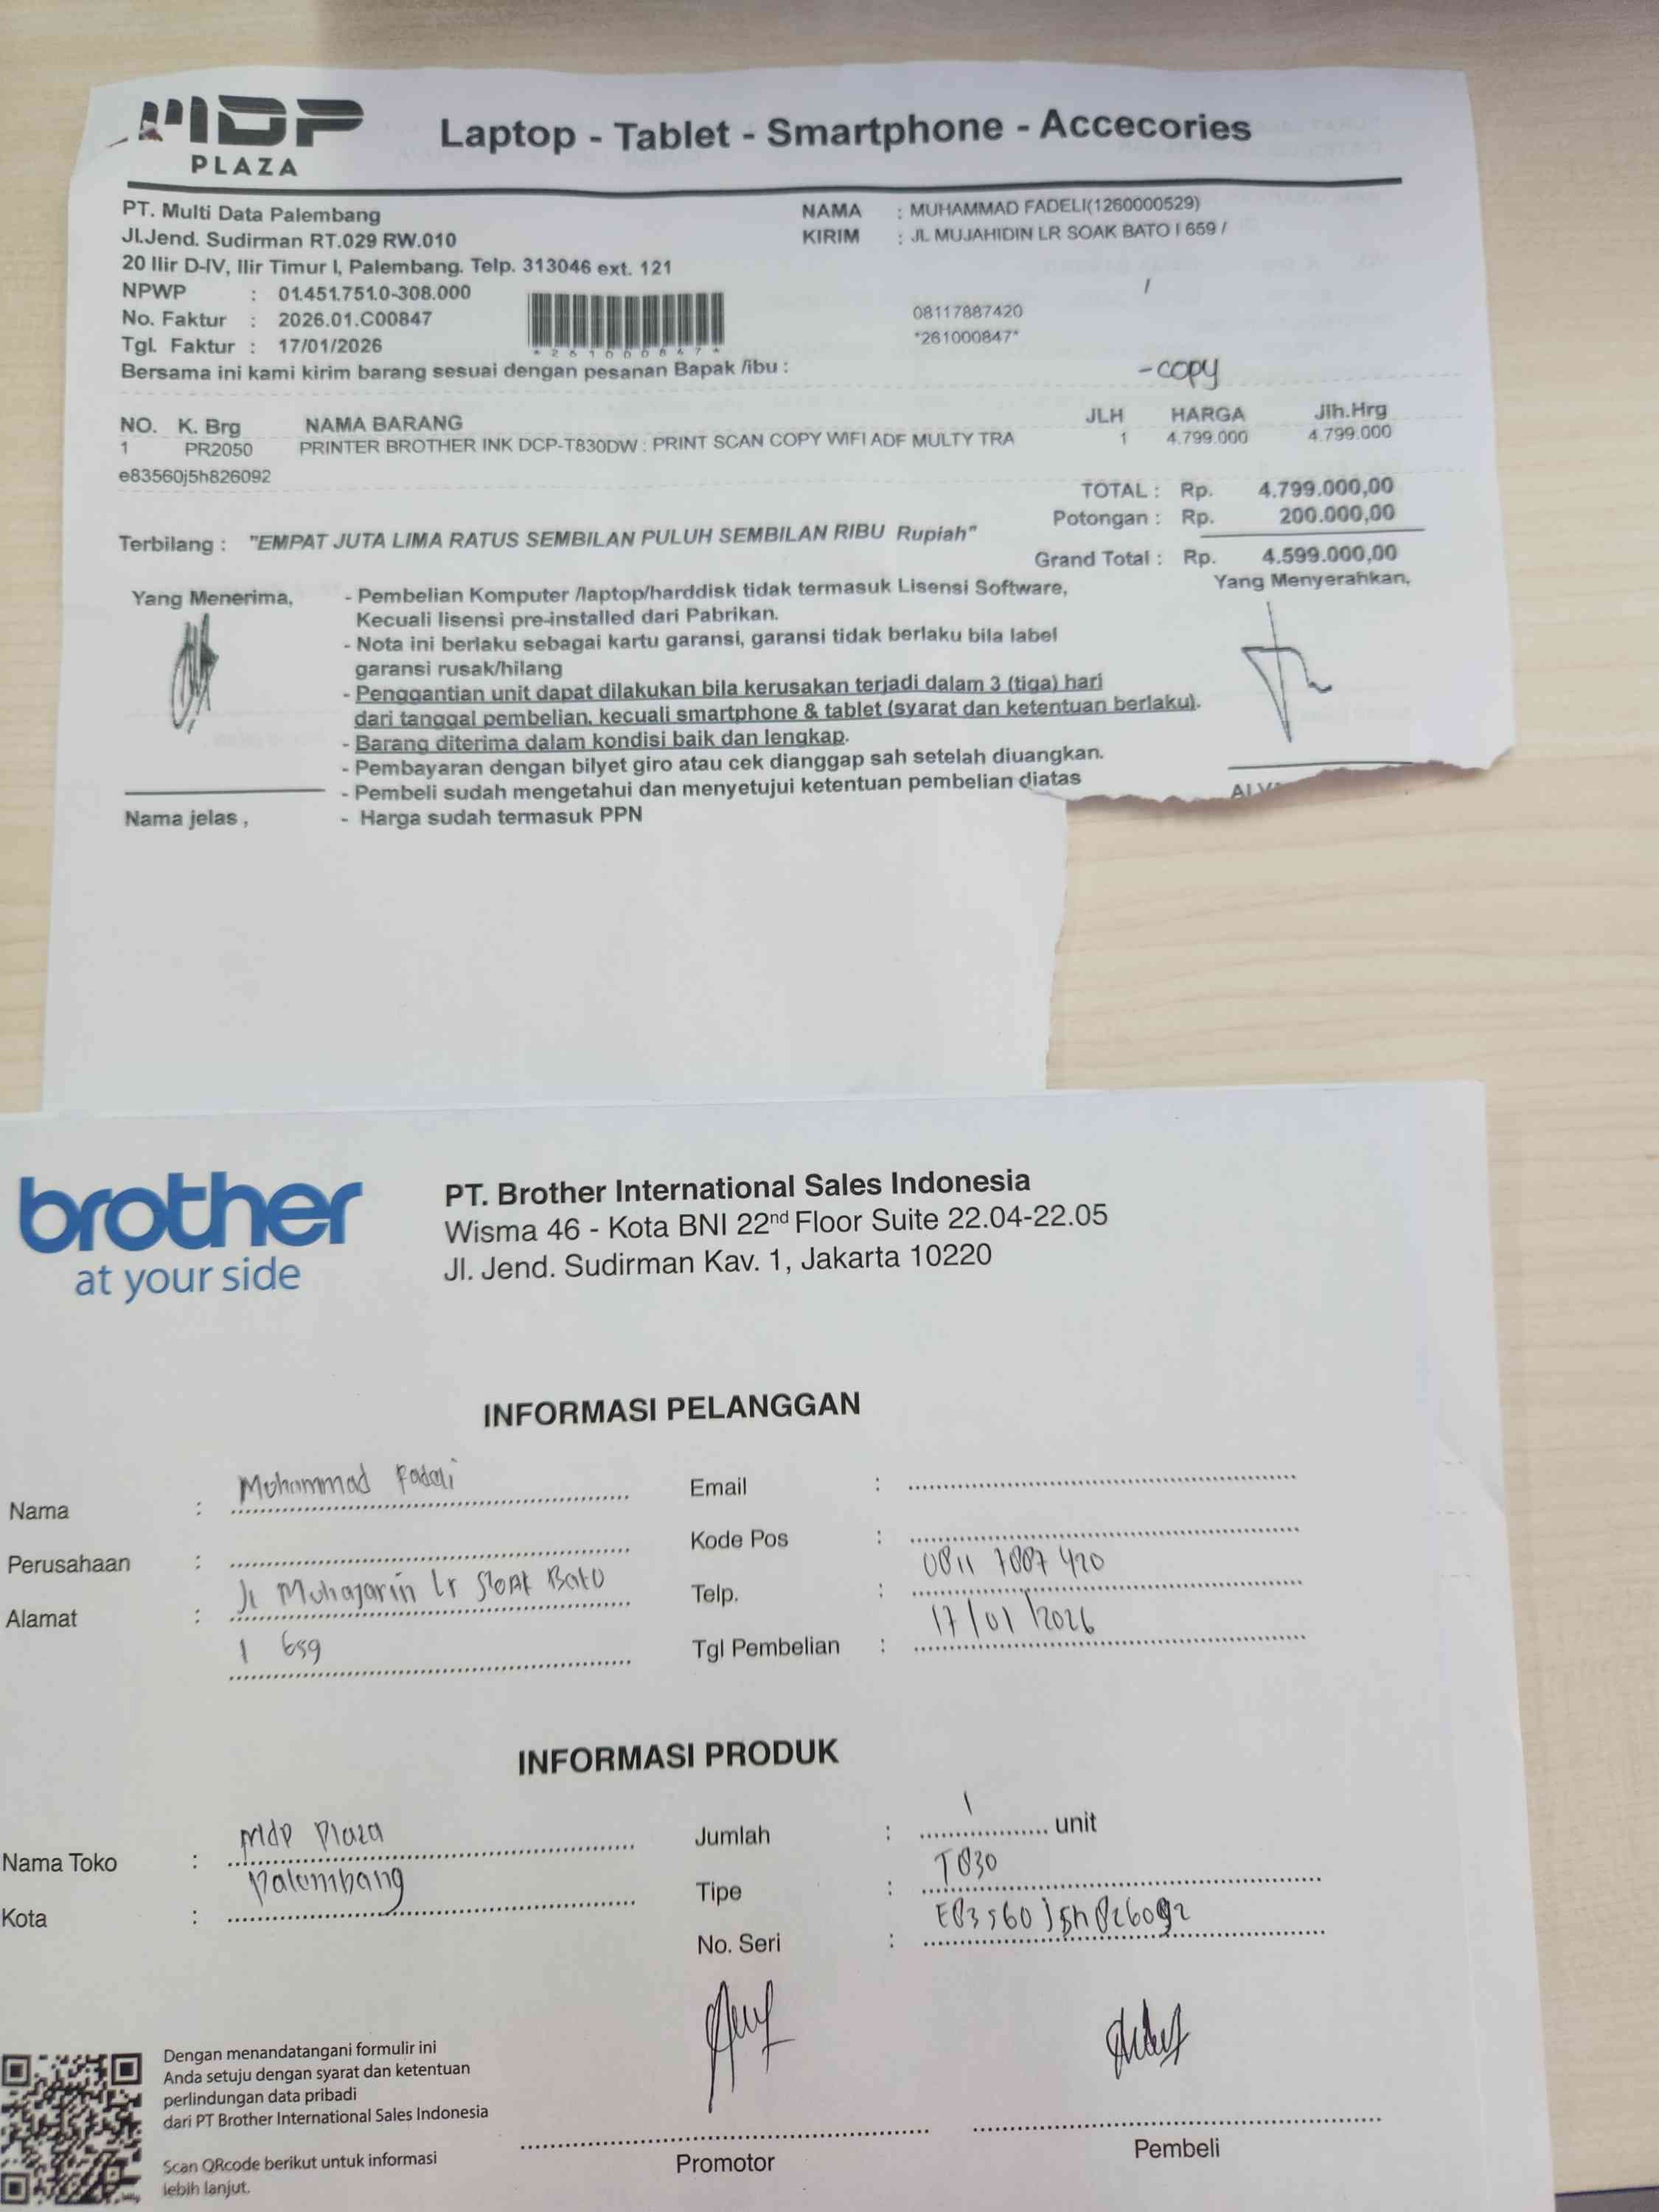 MDP
PLAZA
Laptop - Tablet - Smartphone - Accecories
PT. Multi Data Palembang
Jl.Jend. Sudirman RT.029 RW.010
20 Ilir D-IV, Ilir Timur I, Palembang. Telp. 313046 ext. 121
NPWP : 01.451.751.0-308.000
No. Faktur : 2026.01.C00847
Tgl. Faktur : 17/01/2026
NAMA : MUHAMMAD FADELI(1260000529)
KIRIM : JL MUJAHIDIN LR SOAK BATO I 659 /
/
08117887420
*261000847*
*261000847*
Bersama ini kami kirim barang sesuai dengan pesanan Bapak /ibu :
-copy
NO. K. Brg NAMA BARANG JLH HARGA Jlh.Hrg
1 PR2050 PRINTER BROTHER INK DCP-T830DW : PRINT SCAN COPY WIFI ADF MULTY TRA 1 4.799.000 4.799.000
e83560j5h826092
TOTAL : Rp. 4.799.000,00
Potongan : Rp. 200.000,00
Terbilang : "EMPAT JUTA LIMA RATUS SEMBILAN PULUH SEMBILAN RIBU Rupiah"
Grand Total : Rp. 4.599.000,00
Yang Menerima,
Yang Menyerahkan,
- Pembelian Komputer /laptop/harddisk tidak termasuk Lisensi Software,
Kecuali lisensi pre-installed dari Pabrikan.
- Nota ini berlaku sebagai kartu garansi, garansi tidak berlaku bila label
garansi rusak/hilang
- Penggantian unit dapat dilakukan bila kerusakan terjadi dalam 3 (tiga) hari
dari tanggal pembelian, kecuali smartphone & tablet (syarat dan ketentuan berlaku).
- Barang diterima dalam kondisi baik dan lengkap.
- Pembayaran dengan bilyet giro atau cek dianggap sah setelah diuangkan.
- Pembeli sudah mengetahui dan menyetujui ketentuan pembelian diatas
- Harga sudah termasuk PPN
Nama jelas ,
brother
at your side
PT. Brother International Sales Indonesia
Wisma 46 - Kota BNI 22nd Floor Suite 22.04-22.05
Jl. Jend. Sudirman Kav. 1, Jakarta 10220
INFORMASI PELANGGAN
Nama : Muhammad Fadeli
Perusahaan :
Alamat : Jl Muhajarin Lr Soak Bato
1 659
Email :
Kode Pos :
Telp. : 0811 7887 420
Tgl Pembelian : 17/01/2026
INFORMASI PRODUK
Nama Toko : Mdp Plaza
Kota : Palembang
Jumlah : 1 unit
Tipe : T830
No. Seri : E83560J5H826092
Dengan menandatangani formulir ini
Anda setuju dengan syarat dan ketentuan
perlindungan data pribadi
dari PT Brother International Sales Indonesia
Scan QRcode berikut untuk informasi
lebih lanjut.
Promotor
Pembeli